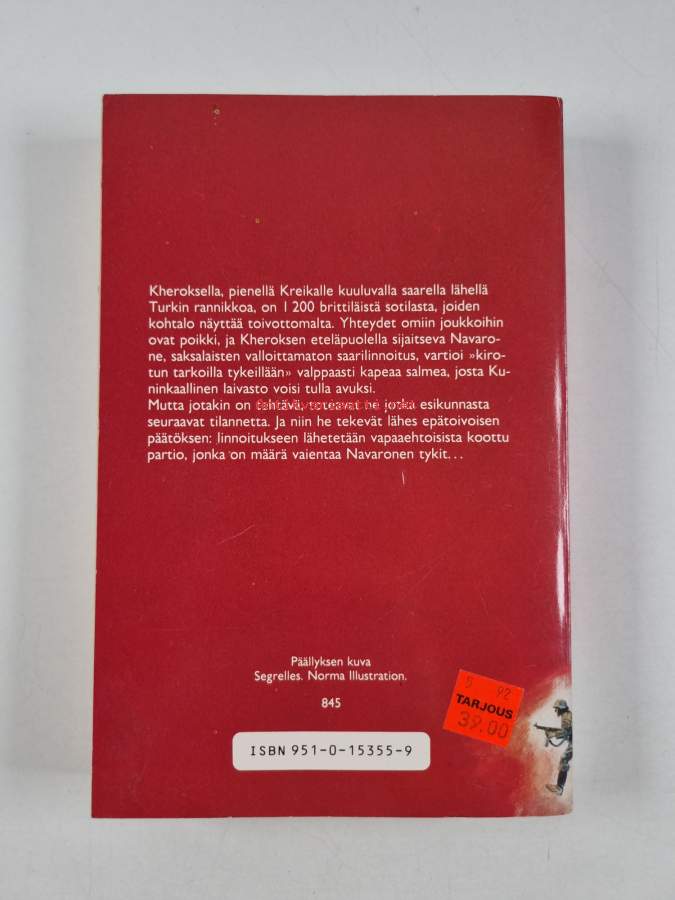 Kheroksella, pienellä Kreikalle kuuluvalla saarella lähellä
Turkin rannikkoa, on 1 200 brittiläistä sotilasta, joiden
kohtalo näyttää toivottomalta. Yhteydet omiin joukkoihin
ovat poikki, ja Kheroksen eteläpuolella sijaitseva Navaro-
ne, saksalaisten valloittamaton saarilinnoitus, vartioi »kiro-
tun tarkoilla tykeillään» valppaasti kapeaa salmea, josta Ku-
ninkaallinen laivasto voisi tulla avuksi.
Mutta jotakin on tehtävä, toteavat he jotka esikunnasta
seuraavat tilannetta. Ja niin he tekevät lähes epätoivoisen
päätöksen: linnoitukseen lähetetään vapaaehtoisista koottu
partio, jonka on määrä vaientaa Navaronen tykit...
Päällyksen kuva
Segrelles. Norma Illustration.
845
5 92
TARJOUS
39.00
ISBN 951-0-15355-9